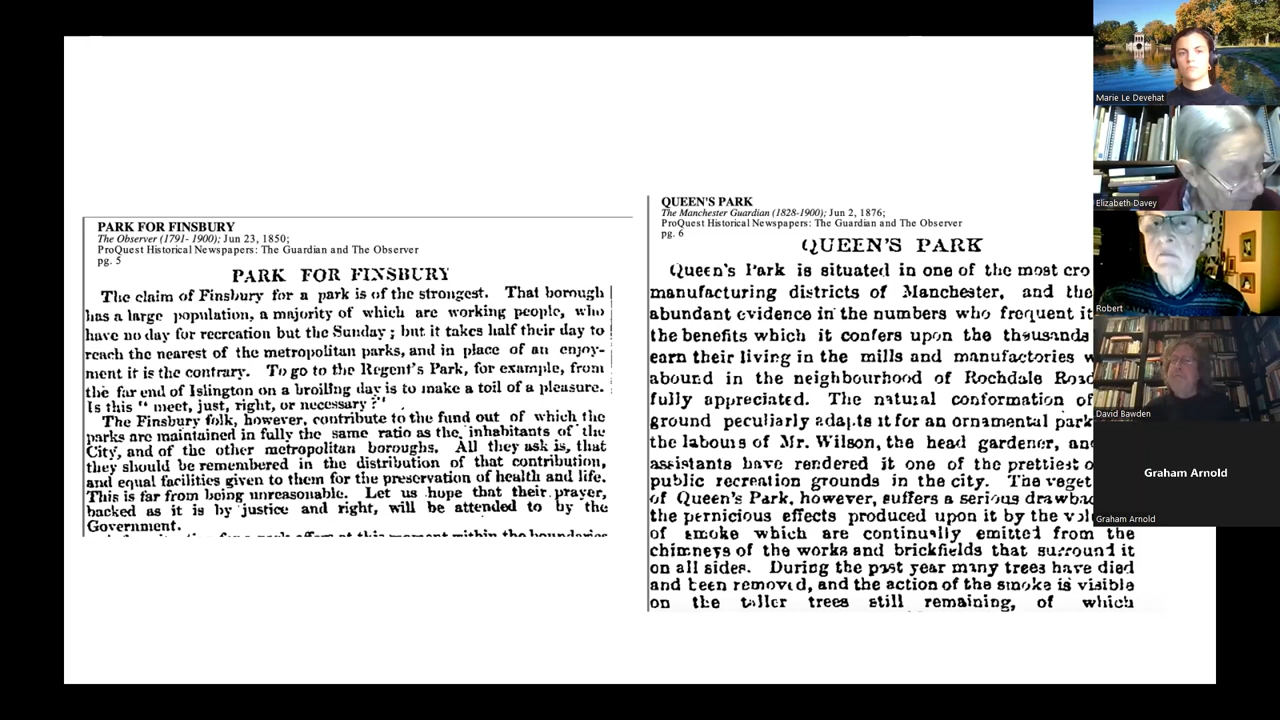 PARK FOR FINSBURY
The Observer (1791- 1900); Jun 23, 1850;
ProQuest Historical Newspapers: The Guardian and The Observer
pg. 5
PARK FOR FINSBURY
The claim of Finsbury for a park is of the strongest. That borough
has a large population, a majority of which are working people, who
have no day for recreation but the Sunday; but it takes half their day to
reach the nearest of the metropolitan parks, and in place of an enjoy-
ment it is the contrary. To go to the Regent's Park, for example, from
the far end of Islington on a broiling day is to make a toil of a pleasure.
Is this "meet, just, right, or necessary?"
The Finsbury folk, however, contribute to the fund out of which the
parks are maintained in fully the same ratio as the inhabitants of the
City, and of the other metropolitan boroughs. All they ask is, that
they should be remembered in the distribution of that contribution,
and equal facilities given to them for the preservation of health and life.
This is far from being unreasonable. Let us hope that their prayer,
backed as it is by justice and right, will be attended to by the
Government.
QUEEN'S PARK
The Manchester Guardian (1828-1900); Jun 2, 1876;
ProQuest Historical Newspapers: The Guardian and The Observer
pg. 6
QUEEN'S PARK
Queen's Park is situated in one of the most cro
manufacturing districts of Manchester, and the
abundant evidence in the numbers who frequent it
the benefits which it confers upon the thousands
earn their living in the mills and manufactories w
abound in the neighbourhood of Rochdale Road
fully appreciated. The natural conformation of
ground peculiarly adapts it for an ornamental park
the labours of Mr. Wilson, the head gardener, and
assistants have rendered it one of the prettiest o
public recreation grounds in the city. The veget
of Queen's Park, however, suffers a serious drawbac
the pernicious effects produced upon it by the vol
of smoke which are continually emitted from the
chimneys of the works and brickfields that surround it
on all sides. During the past year many trees have died
and been removed, and the action of the smoke is visible
on the taller trees still remaining, of which
Marie Le Devehat
Elizabeth Davey
Robert
David Bawden
Graham Arnold
Graham Arnold